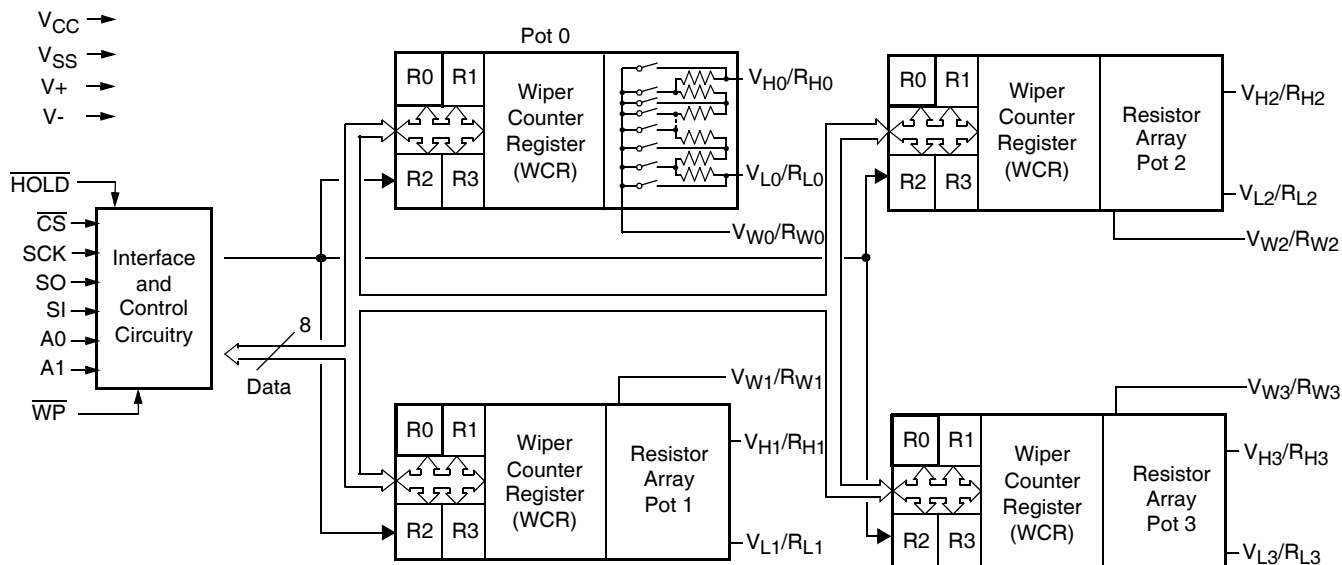 VCC
VSS
V+
V-
HOLD
CS
SCK
SO
SI
A0
A1
WP
Interface
and
Control
Circuitry
8
Data
Pot 0
R0 R1
R2 R3
Wiper
Counter
Register
(WCR)
VH0/RH0
VL0/RL0
VW0/RW0
R0 R1
R2 R3
Wiper
Counter
Register
(WCR)
Resistor
Array
Pot 2
VH2/RH2
VL2/RL2
VW2/RW2
R0 R1
R2 R3
Wiper
Counter
Register
(WCR)
Resistor
Array
Pot 1
VW1/RW1
VH1/RH1
VL1/RL1
R0 R1
R2 R3
Wiper
Counter
Register
(WCR)
Resistor
Array
Pot 3
VW3/RW3
VH3/RH3
VL3/RL3